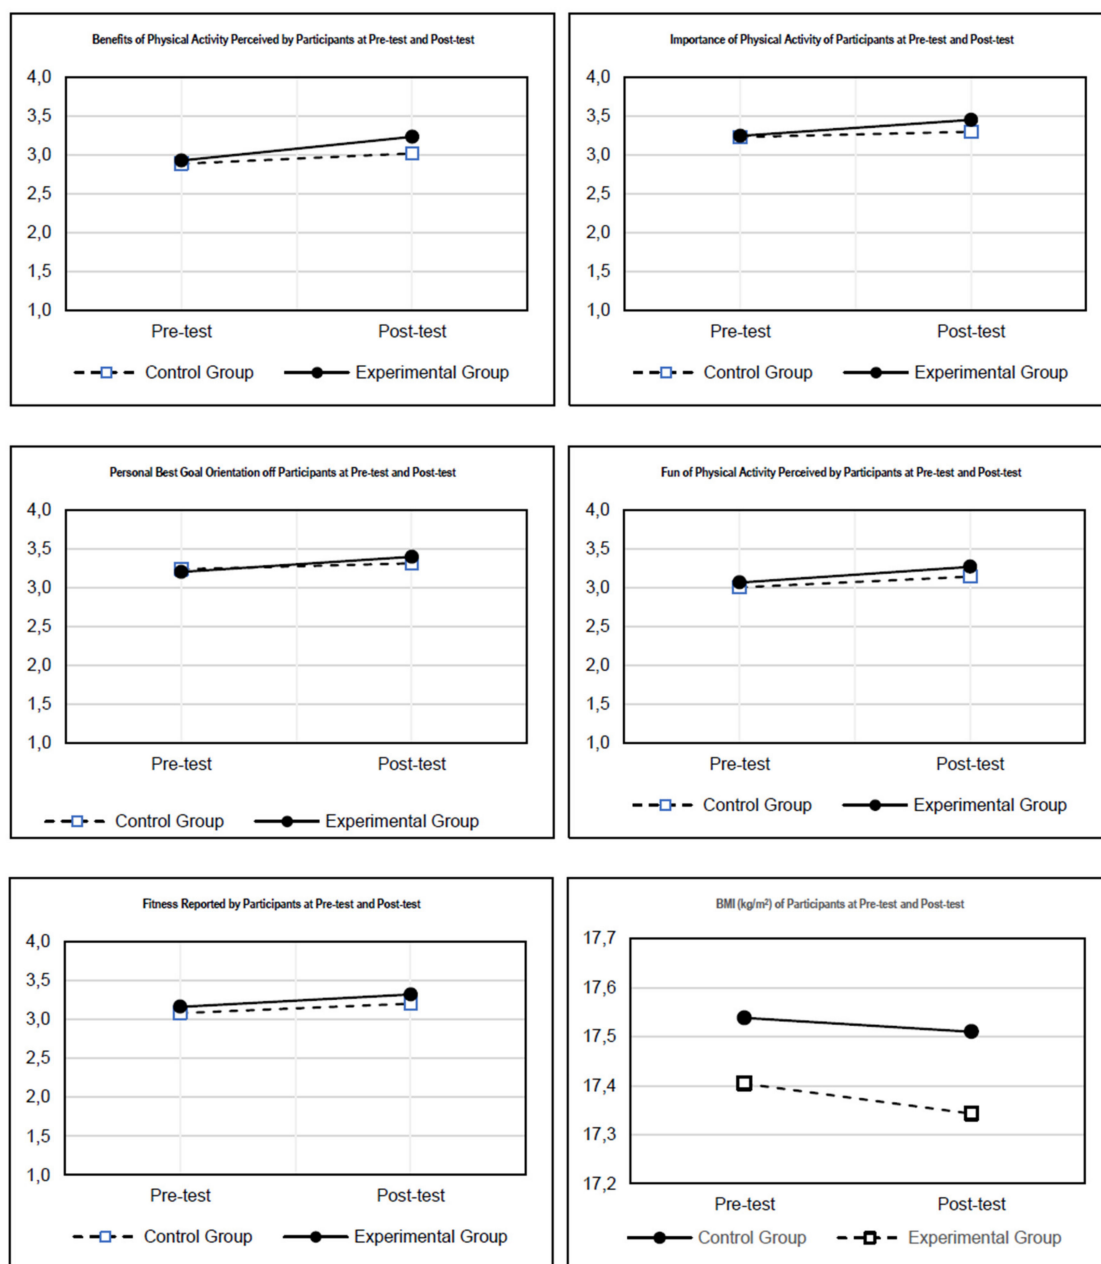 Benefits of Physical Activity Perceived by Participants at Pre-test and Post-test
4,0
3,5
3,0
2,5
2,0
1,5
1,0
Pre-test Post-test
Control Group Experimental Group
Importance of Physical Activity of Participants at Pre-test and Post-test
4,0
3,5
3,0
2,5
2,0
1,5
1,0
Pre-test Post-test
Control Group Experimental Group
Personal Best Goal Orientation off Participants at Pre-test and Post-test
4,0
3,5
3,0
2,5
2,0
1,5
1,0
Pre-test Post-test
Control Group Experimental Group
Fun of Physical Activity Perceived by Participants at Pre-test and Post-test
4,0
3,5
3,0
2,5
2,0
1,5
1,0
Pre-test Post-test
Control Group Experimental Group
Fitness Reported by Participants at Pre-test and Post-test
4,0
3,5
3,0
2,5
2,0
1,5
1,0
Pre-test Post-test
Control Group Experimental Group
BMI (kg/m²) of Participants at Pre-test and Post-test
17,7
17,6
17,5
17,4
17,3
17,2
Pre-test Post-test
Control Group Experimental Group